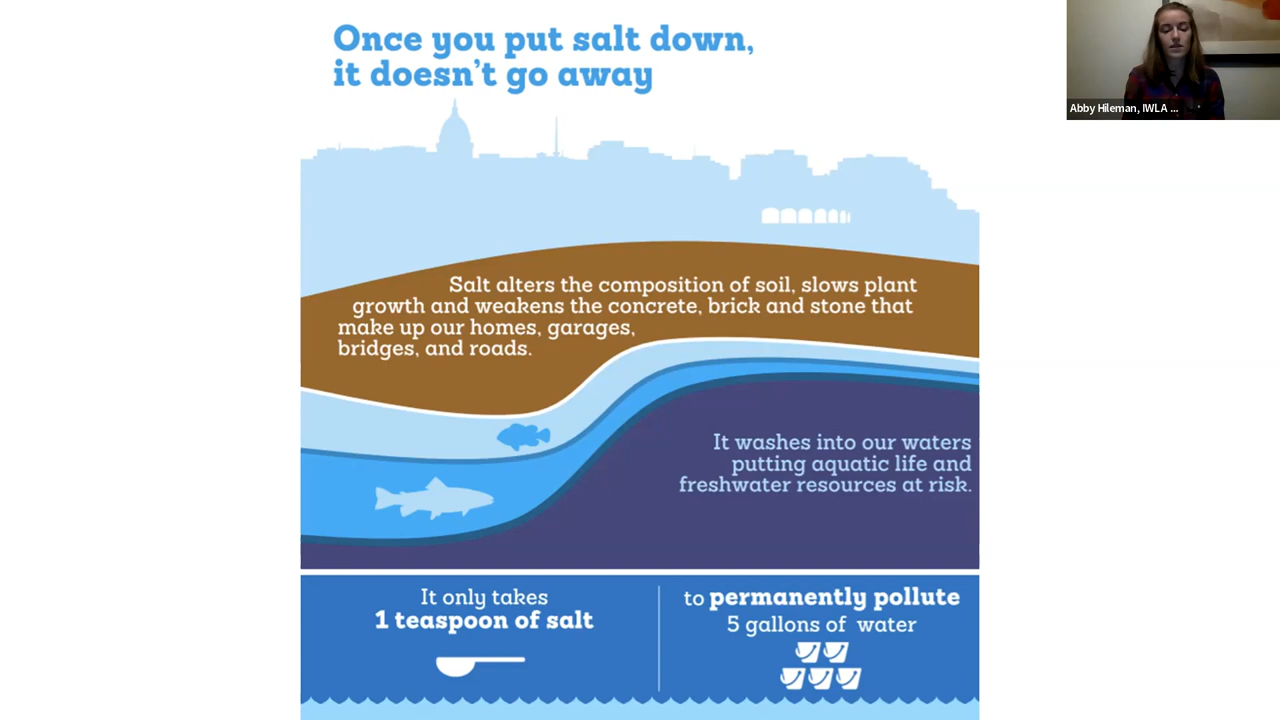 Once you put salt down,
it doesn't go away
Abby Hileman, IWLA ...
Salt alters the composition of soil, slows plant
growth and weakens the concrete, brick and stone that
make up our homes, garages,
bridges, and roads.
It washes into our waters
putting aquatic life and
freshwater resources at risk.
It only takes
1 teaspoon of salt
to permanently pollute
5 gallons of water